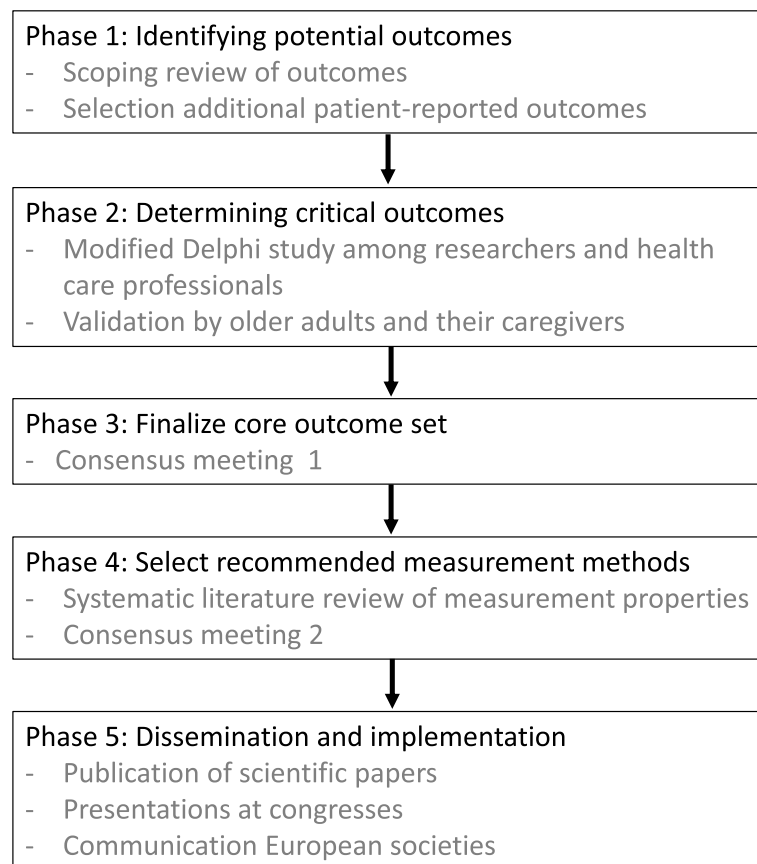 Phase 1: Identifying potential outcomes
- Scoping review of outcomes
- Selection additional patient-reported outcomes
Phase 2: Determining critical outcomes
- Modified Delphi study among researchers and health
care professionals
- Validation by older adults and their caregivers
Phase 3: Finalize core outcome set
- Consensus meeting 1
Phase 4: Select recommended measurement methods
- Systematic literature review of measurement properties
- Consensus meeting 2
Phase 5: Dissemination and implementation
- Publication of scientific papers
- Presentations at congresses
- Communication European societies